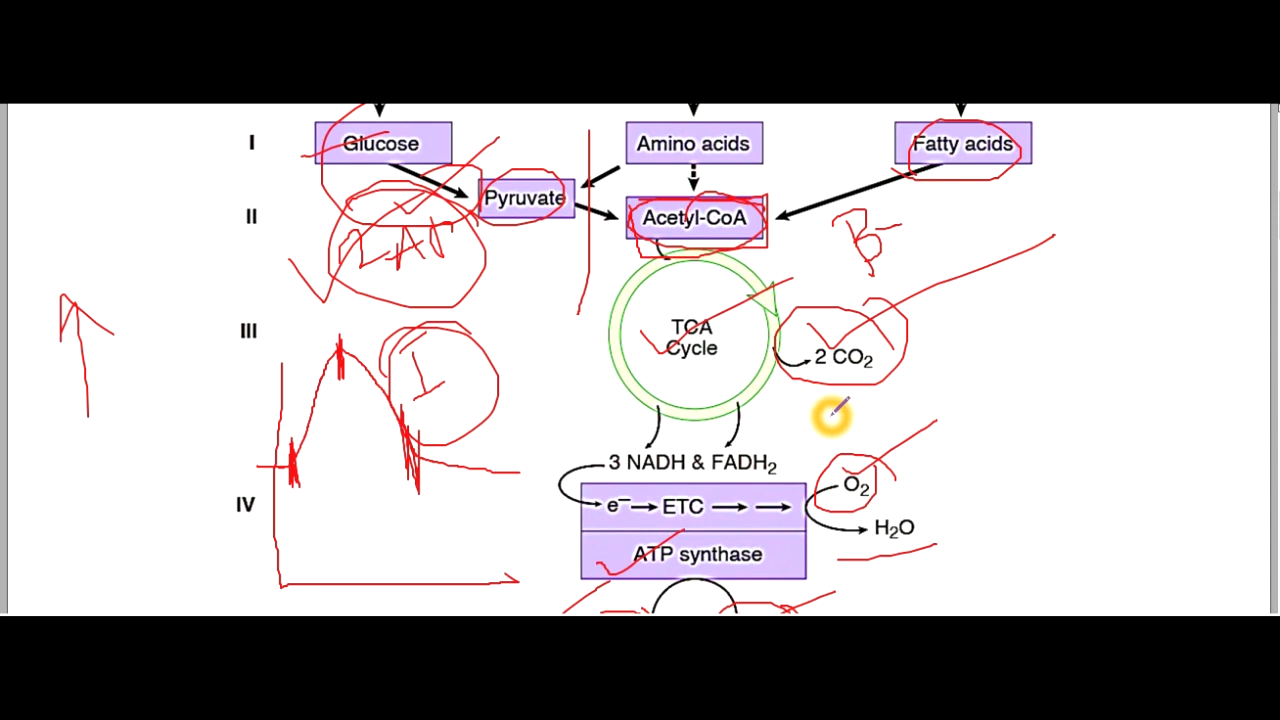 I
Glucose
Amino acids
Fatty acids
Pyruvate
II
Acetyl-CoA
B-
III
TCA
Cycle
2 CO₂
I
3 NADH & FADH₂
IV
O₂
e⁻ → ETC → →
H₂O
ATP synthase